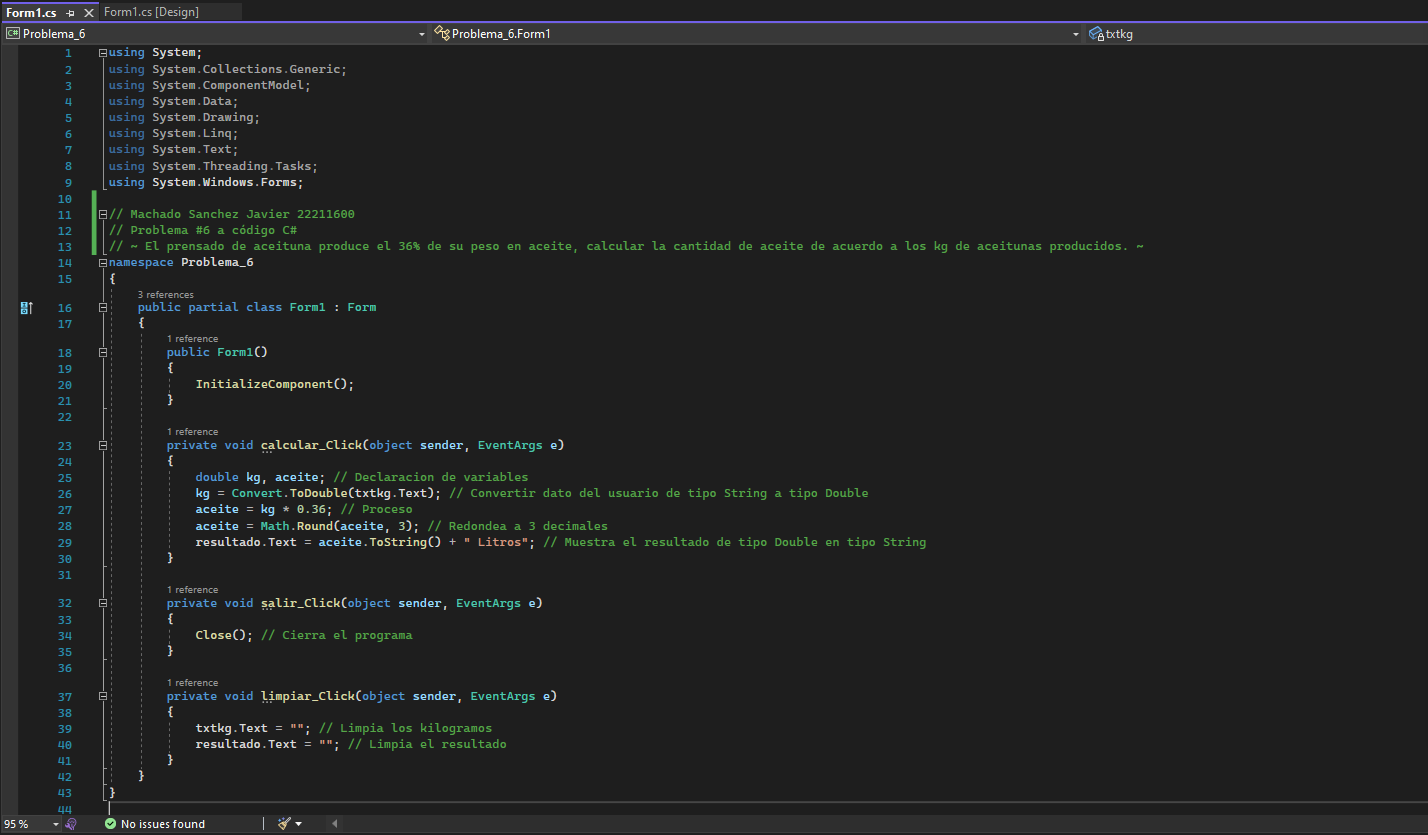 Form1.cs Form1.cs [Design]
C# Problema_6 Problema_6.Form1 txtkg
1 using System;
2 using System.Collections.Generic;
3 using System.ComponentModel;
4 using System.Data;
5 using System.Drawing;
6 using System.Linq;
7 using System.Text;
8 using System.Threading.Tasks;
9 using System.Windows.Forms;
10
11 // Machado Sanchez Javier 22211600
12 // Problema #6 a código C#
13 // ~ El prensado de aceituna produce el 36% de su peso en aceite, calcular la cantidad de aceite de acuerdo a los kg de aceitunas producidos. ~
14 namespace Problema_6
15 {
3 references
16 public partial class Form1 : Form
17 {
1 reference
18 public Form1()
19 {
20 InitializeComponent();
21 }
22
1 reference
23 private void calcular_Click(object sender, EventArgs e)
24 {
25 double kg, aceite; // Declaracion de variables
26 kg = Convert.ToDouble(txtkg.Text); // Convertir dato del usuario de tipo String a tipo Double
27 aceite = kg * 0.36; // Proceso
28 aceite = Math.Round(aceite, 3); // Redondea a 3 decimales
29 resultado.Text = aceite.ToString() + " Litros"; // Muestra el resultado de tipo Double en tipo String
30 }
31
1 reference
32 private void salir_Click(object sender, EventArgs e)
33 {
34 Close(); // Cierra el programa
35 }
36
1 reference
37 private void limpiar_Click(object sender, EventArgs e)
38 {
39 txtkg.Text = ""; // Limpia los kilogramos
40 resultado.Text = ""; // Limpia el resultado
41 }
42 }
43 }
44
95 % No issues found